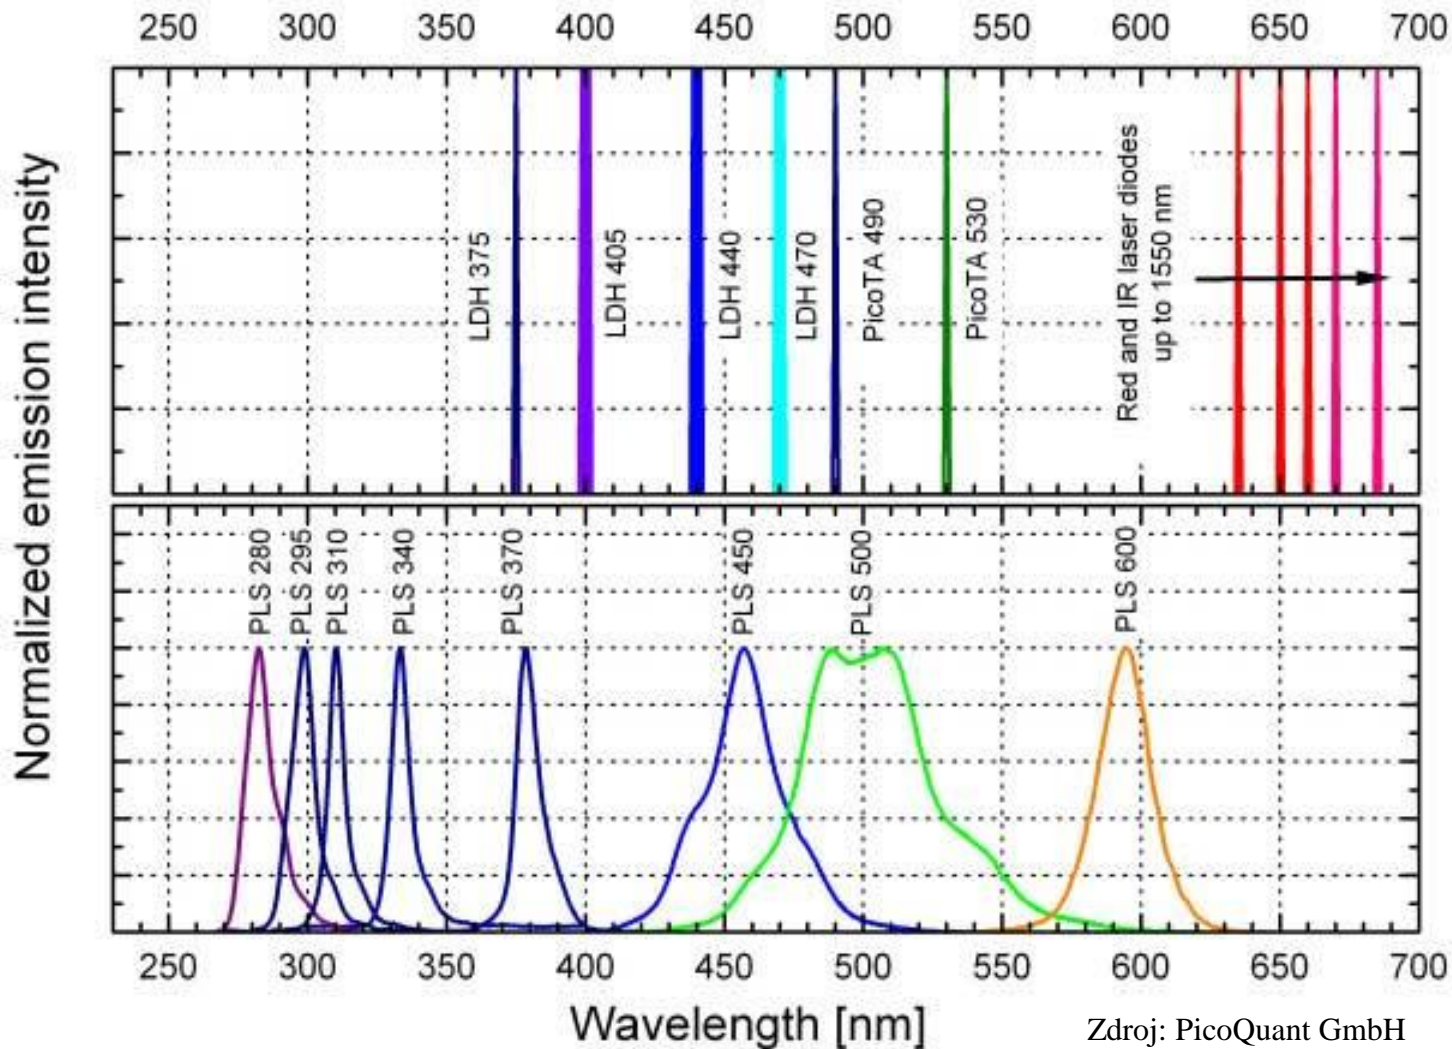 250 300 350 400 450 500 550 600 650 700
Normalized emission intensity
LDH 375
LDH 405
LDH 440
LDH 470
PicoTA 490
PicoTA 530
Red and IR laser diodes
up to 1550 nm
PLS 280
PLS 295
PLS 310
PLS 340
PLS 370
PLS 450
PLS 500
PLS 600
250 300 350 400 450 500 550 600 650 700
Wavelength [nm]
Zdroj: PicoQuant GmbH